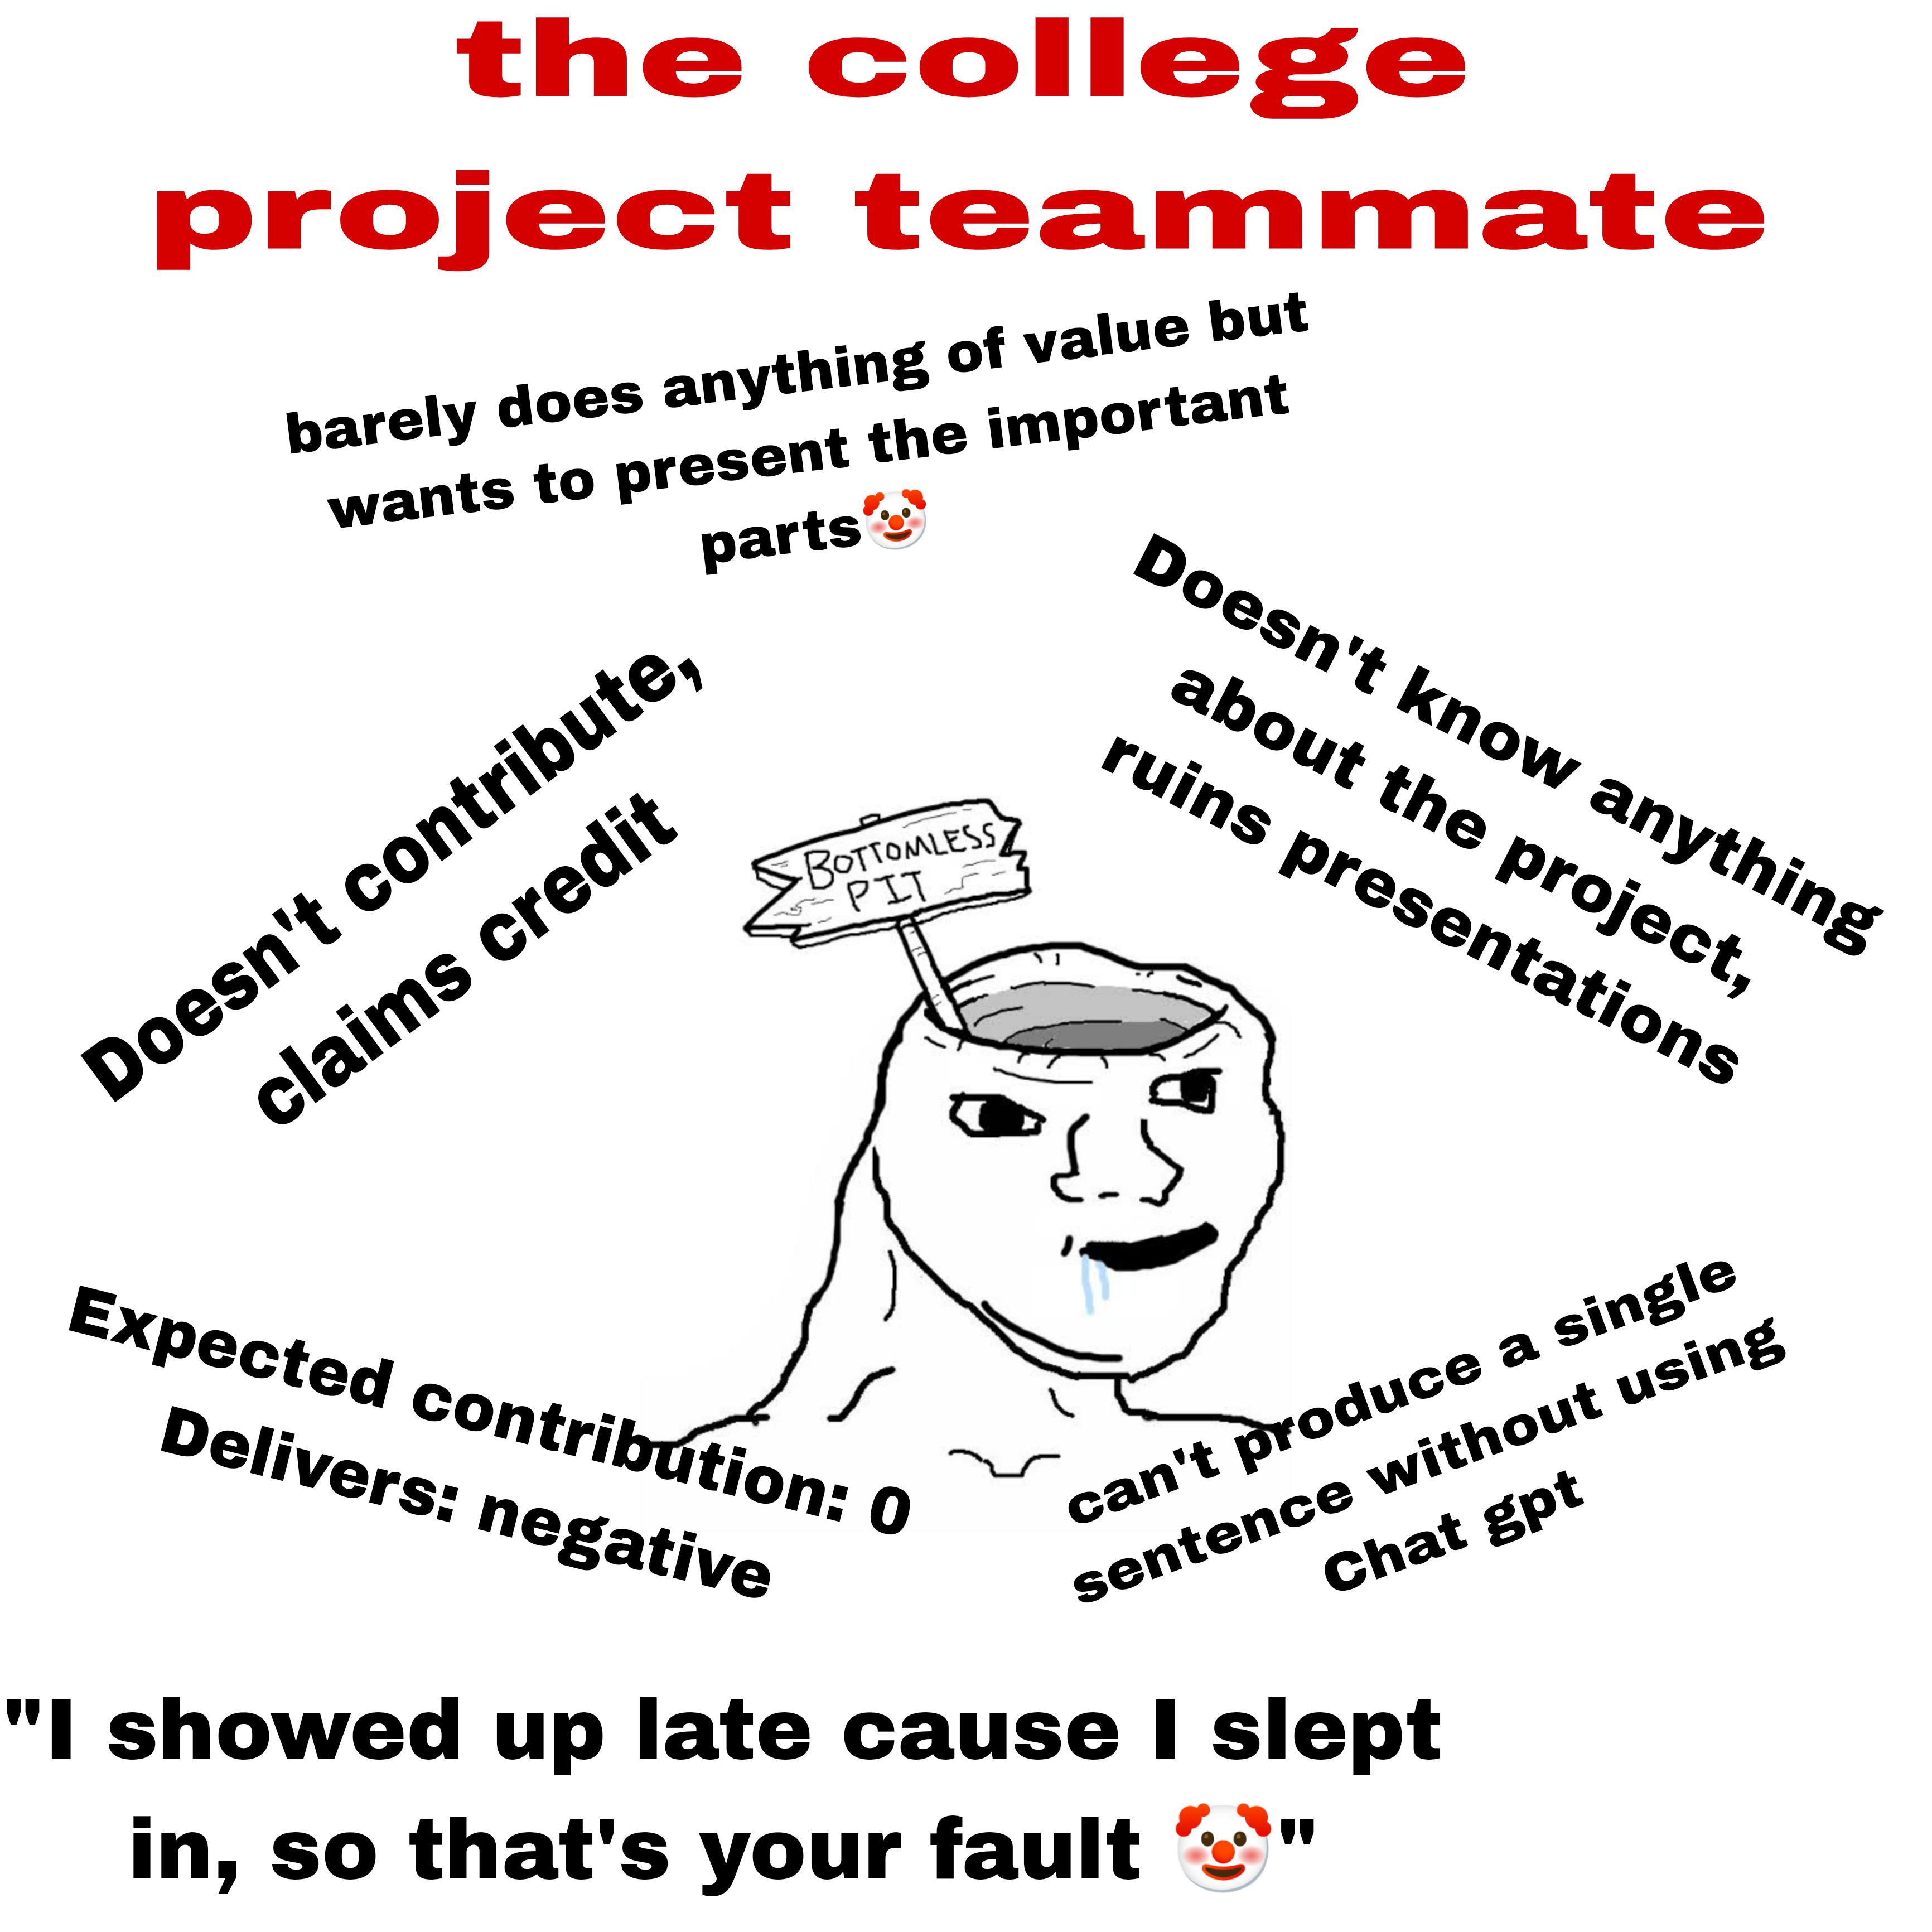 the college
project teammate
barely does anything of value but
wants to present the important
parts🤡
Doesn't know anything
about the project,
ruins presentations
Doesn't contribute,
claims credit
BOTTOMLESS
PIT
Expected contribution: 0
Delivers: negative
can't produce a single
sentence without using
Chat gpt
"I showed up late cause I slept
in, so that's your fault 🤡"